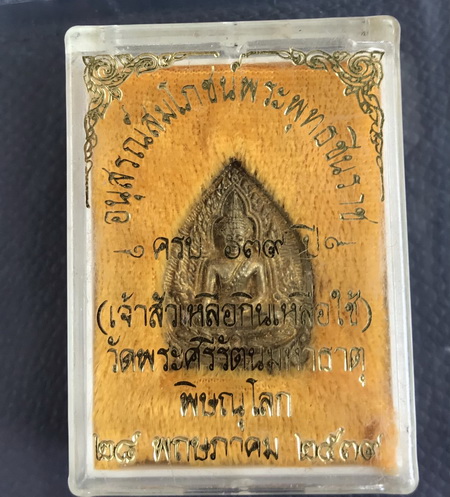 อนุสรณ์สมโภชน์พระพุทธชินราช
ครบ ๖๓๙ ปี
(เจ้าสัวเหลือกินเหลือใช้)
วัดพระศรีรัตนมหาธาตุ
พิษณุโลก
๒๘ พฤษภาคม ๒๕๓๙